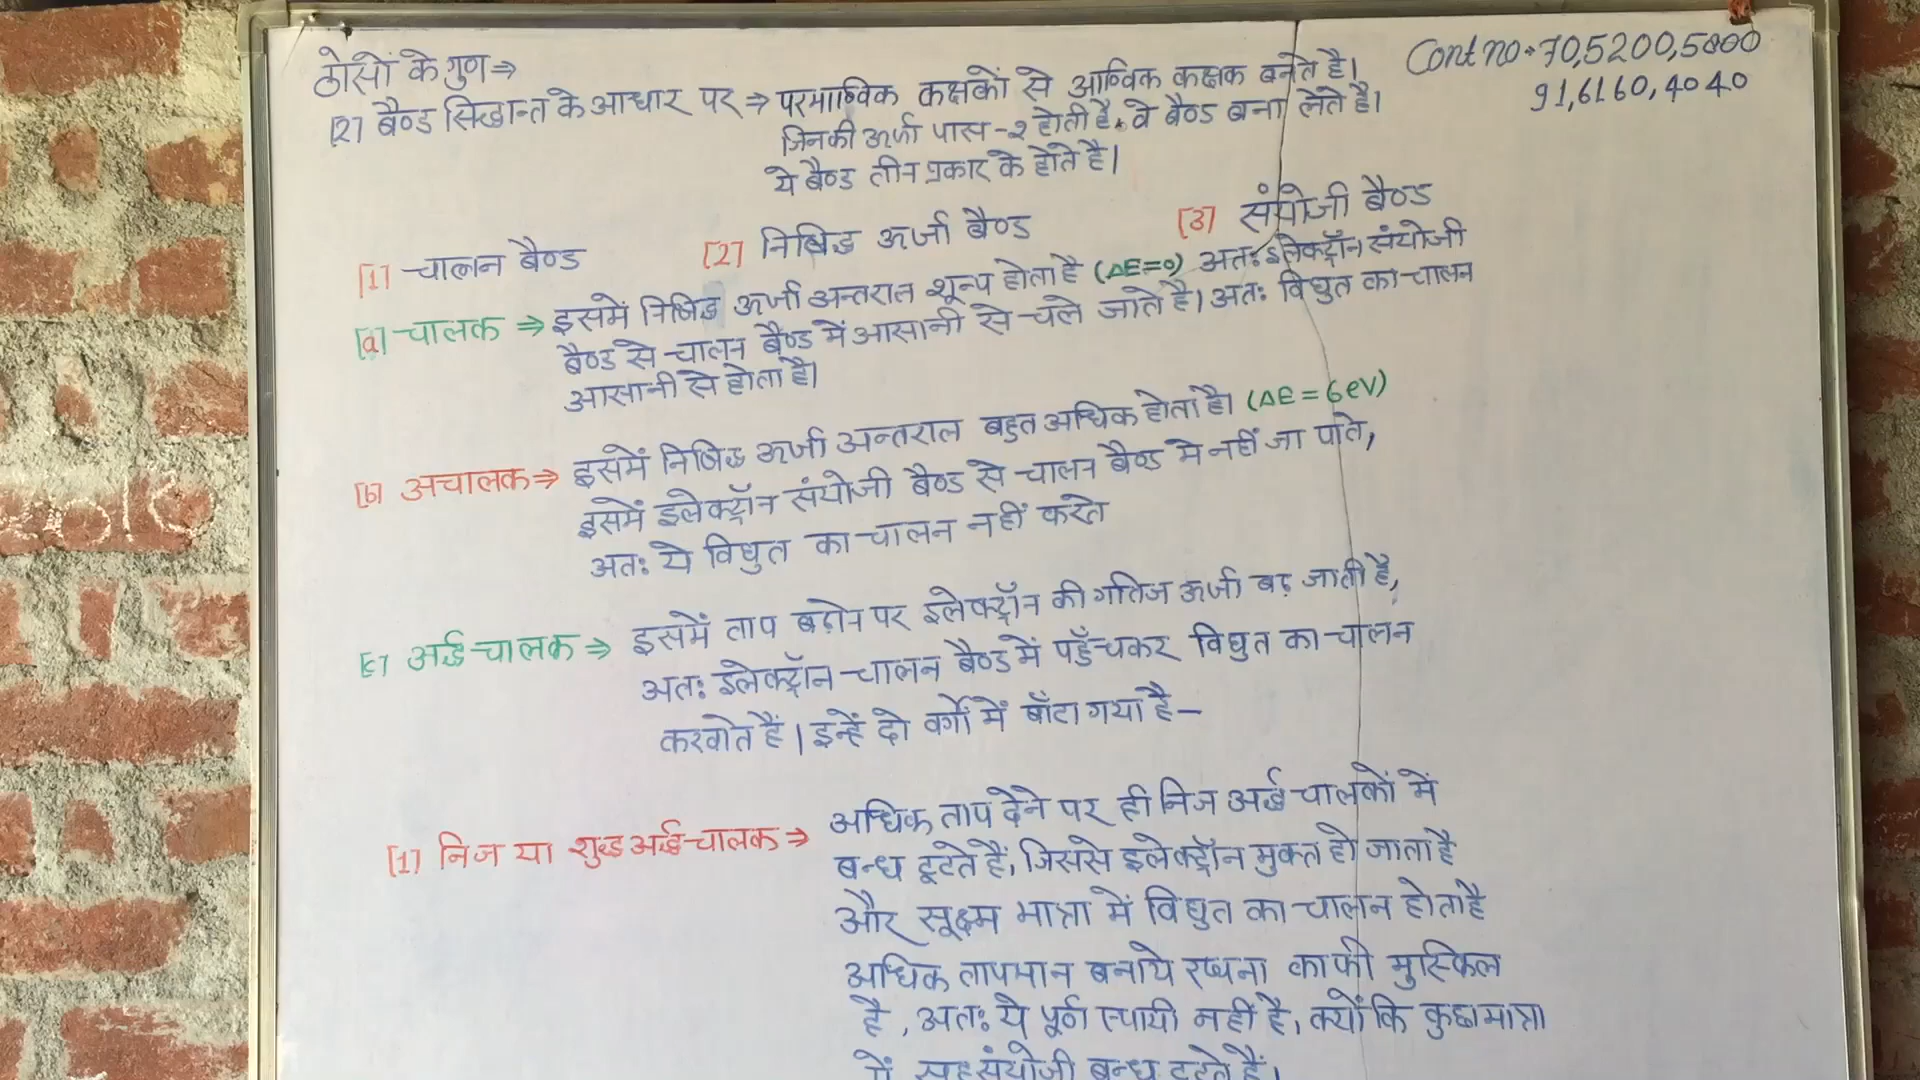 ठोसों के गुण⇒
Cont no. 70,5200,5000
91,6160,4040
[2] बैण्ड सिद्धान्त के आधार पर ⇒ परमाण्विक कक्षकों से आण्विक कक्षक बनते है।
जिनकी ऊर्जा पास-२ होती है, वे बैण्ड बना लेते है।
ये बैण्ड तीन प्रकार के होते है।
[1] चालन बैण्ड [2] निषिद्ध ऊर्जा बैण्ड [3] संयोजी बैण्ड
[a] चालक ⇒ इसमें निषिद्ध ऊर्जा अन्तराल शून्य होता है (ΔE=0) अतः इलेक्ट्रॉन संयोजी
बैण्ड से चालन बैण्ड में आसानी से चले जाते है। अतः विधुत का चालन
आसानी से होता है।
[b] अचालक⇒ इसमें निषिद्ध ऊर्जा अन्तराल बहुत अधिक होता है। (ΔE = 6eV)
इसमें इलेक्ट्रॉन संयोजी बैण्ड से चालन बैण्ड मे नहीं जा पाते,
अतः ये विधुत का चालन नहीं करते
[c] अर्द्धचालक ⇒ इसमें ताप बढ़ाने पर इलेक्ट्रॉन की गतिज ऊर्जा बढ़ जाती है,
अतः इलेक्ट्रॉन चालन बैण्ड में पहुँचकर विधुत का चालन
करवाते हैं। इन्हें दो वर्गों में बाँटा गया है–
[1] निज या शुद्ध अर्द्धचालक ⇒ अधिक ताप देने पर ही निज अर्द्धचालकों में
बन्ध टूटते हैं, जिससे इलेक्ट्रॉन मुक्त हो जाता है
और सूक्ष्म मात्रा में विधुत का चालन होता है
अधिक तापमान बनाये रखना काफी मुस्किल
है, अतः ये पूर्ण स्थायी नहीं है, क्यों कि कुछ मात्रा
में सहसंयोजी बन्ध टूटते हैं।